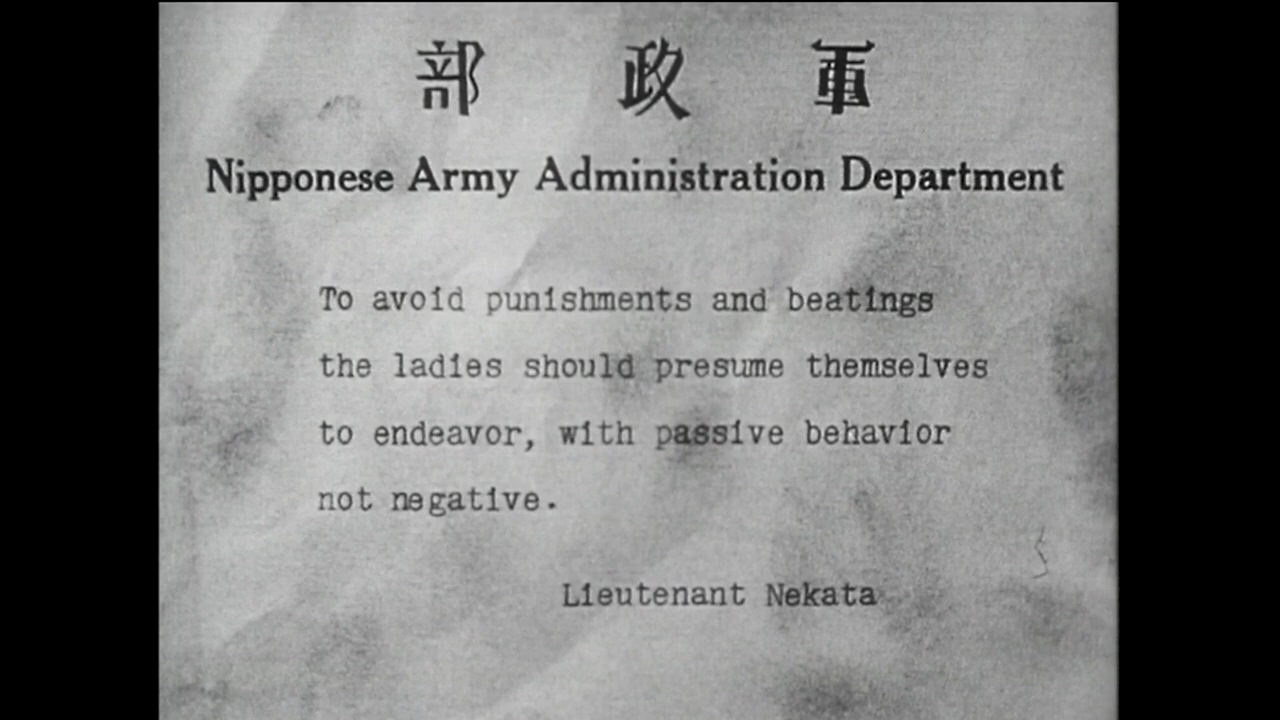 部 政 軍
Nipponese Army Administration Department
To avoid punishments and beatings
the ladies should presume themselves
to endeavor, with passive behavior
not negative.
Lieutenant Nekata